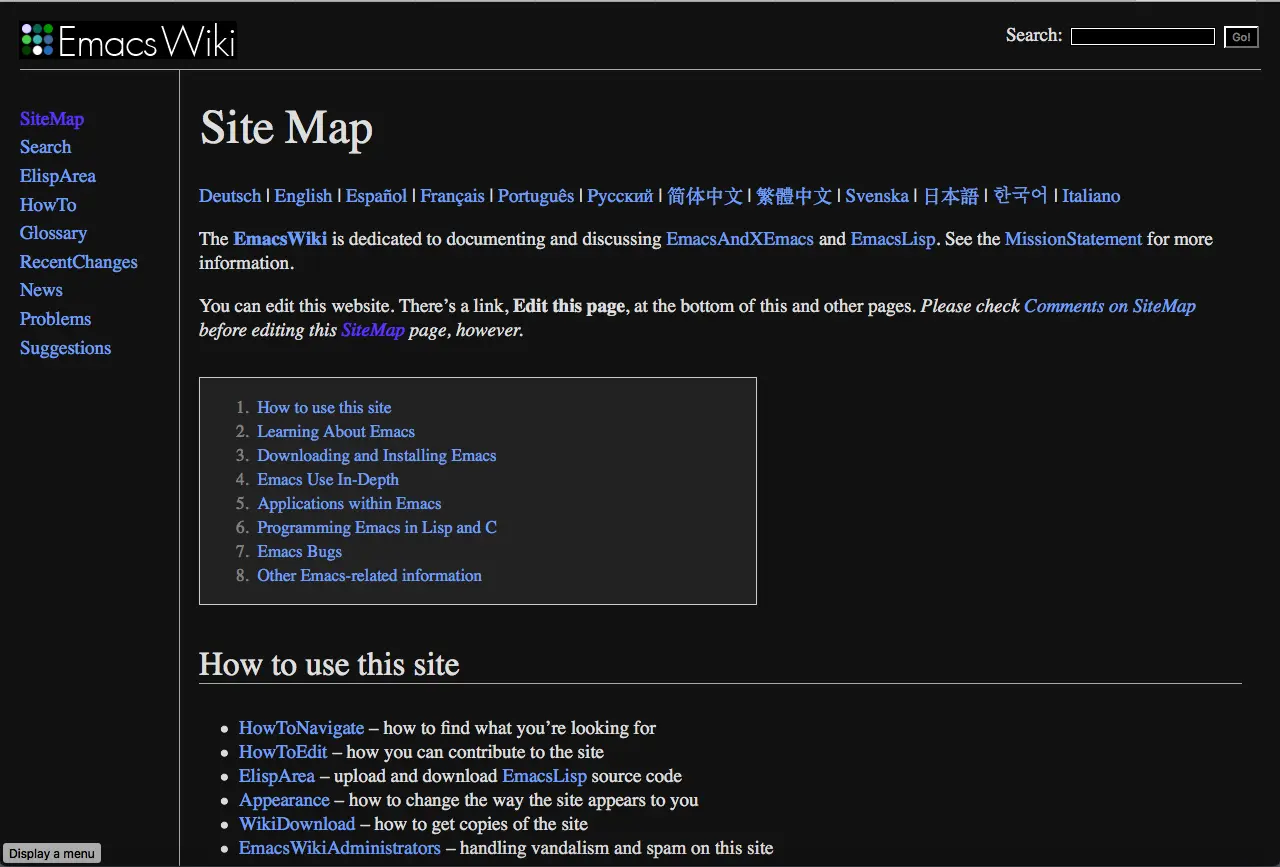 EmacsWiki
Search: Go!
SiteMap
Search
ElispArea
HowTo
Glossary
RecentChanges
News
Problems
Suggestions
Site Map
Deutsch | English | Español | Français | Português | Русский | 简体中文 | 繁體中文 | Svenska | 日本語 | 한국어 | Italiano
The EmacsWiki is dedicated to documenting and discussing EmacsAndXEmacs and EmacsLisp. See the MissionStatement for more
information.
You can edit this website. There’s a link, Edit this page, at the bottom of this and other pages. Please check Comments on SiteMap
before editing this SiteMap page, however.
1. How to use this site
2. Learning About Emacs
3. Downloading and Installing Emacs
4. Emacs Use In-Depth
5. Applications within Emacs
6. Programming Emacs in Lisp and C
7. Emacs Bugs
8. Other Emacs-related information
How to use this site
• HowToNavigate – how to find what you’re looking for
• HowToEdit – how you can contribute to the site
• ElispArea – upload and download EmacsLisp source code
• Appearance – how to change the way the site appears to you
• WikiDownload – how to get copies of the site
• EmacsWikiAdministrators – handling vandalism and spam on this site
Display a menu